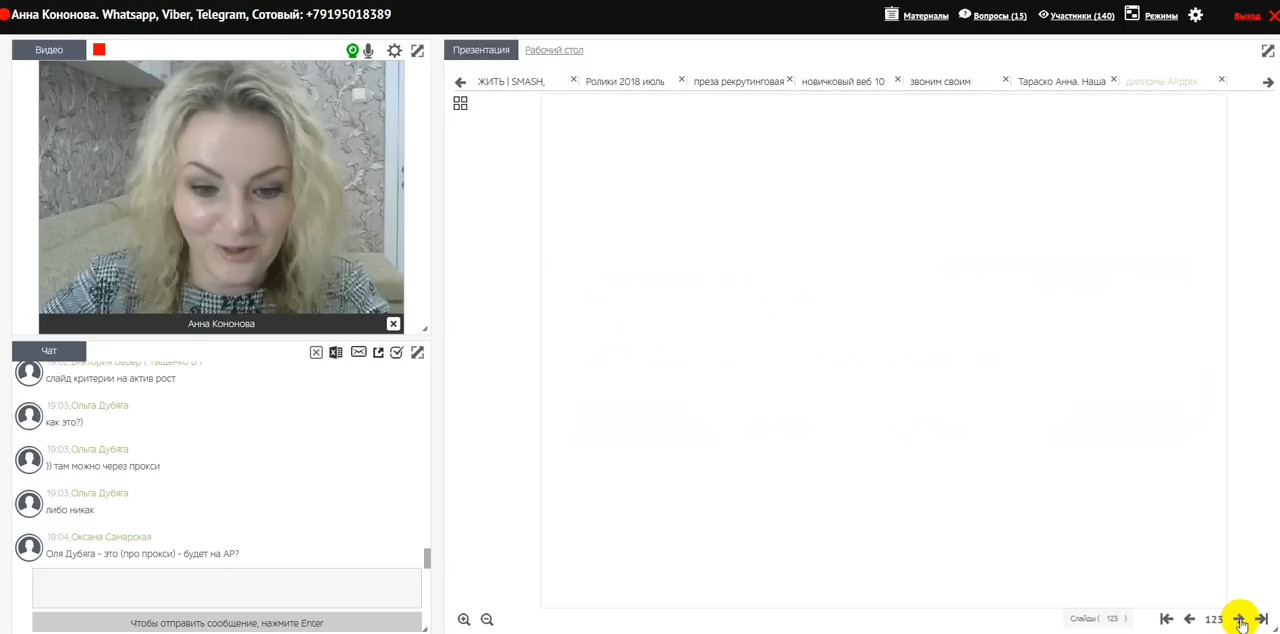 Анна Кононова. Whatsapp, Viber, Telegram, Сотовый: +79195018389
Материалы
Вопросы (15)
Участники (140)
Режимы
Выход
Видео
Анна Кононова
Презентация
Рабочий стол
ЖИТЬ | SMASH,
Ролики 2018 июль
преза рекрутинговая
новичковый веб 10
звоним своим
Тараско Анна. Наша
дипломы АР.pptx
Чат
слайд критерии на актив рост
19:03,Ольга Дубяга
как это?)
19:03,Ольга Дубяга
)) там можно через прокси
19:03,Ольга Дубяга
либо никак
19:04,Оксана Самарская
Оля Дубяга - это (про прокси) - будет на АР?
Чтобы отправить сообщение, нажмите Enter
Слайды ( 123 )
123